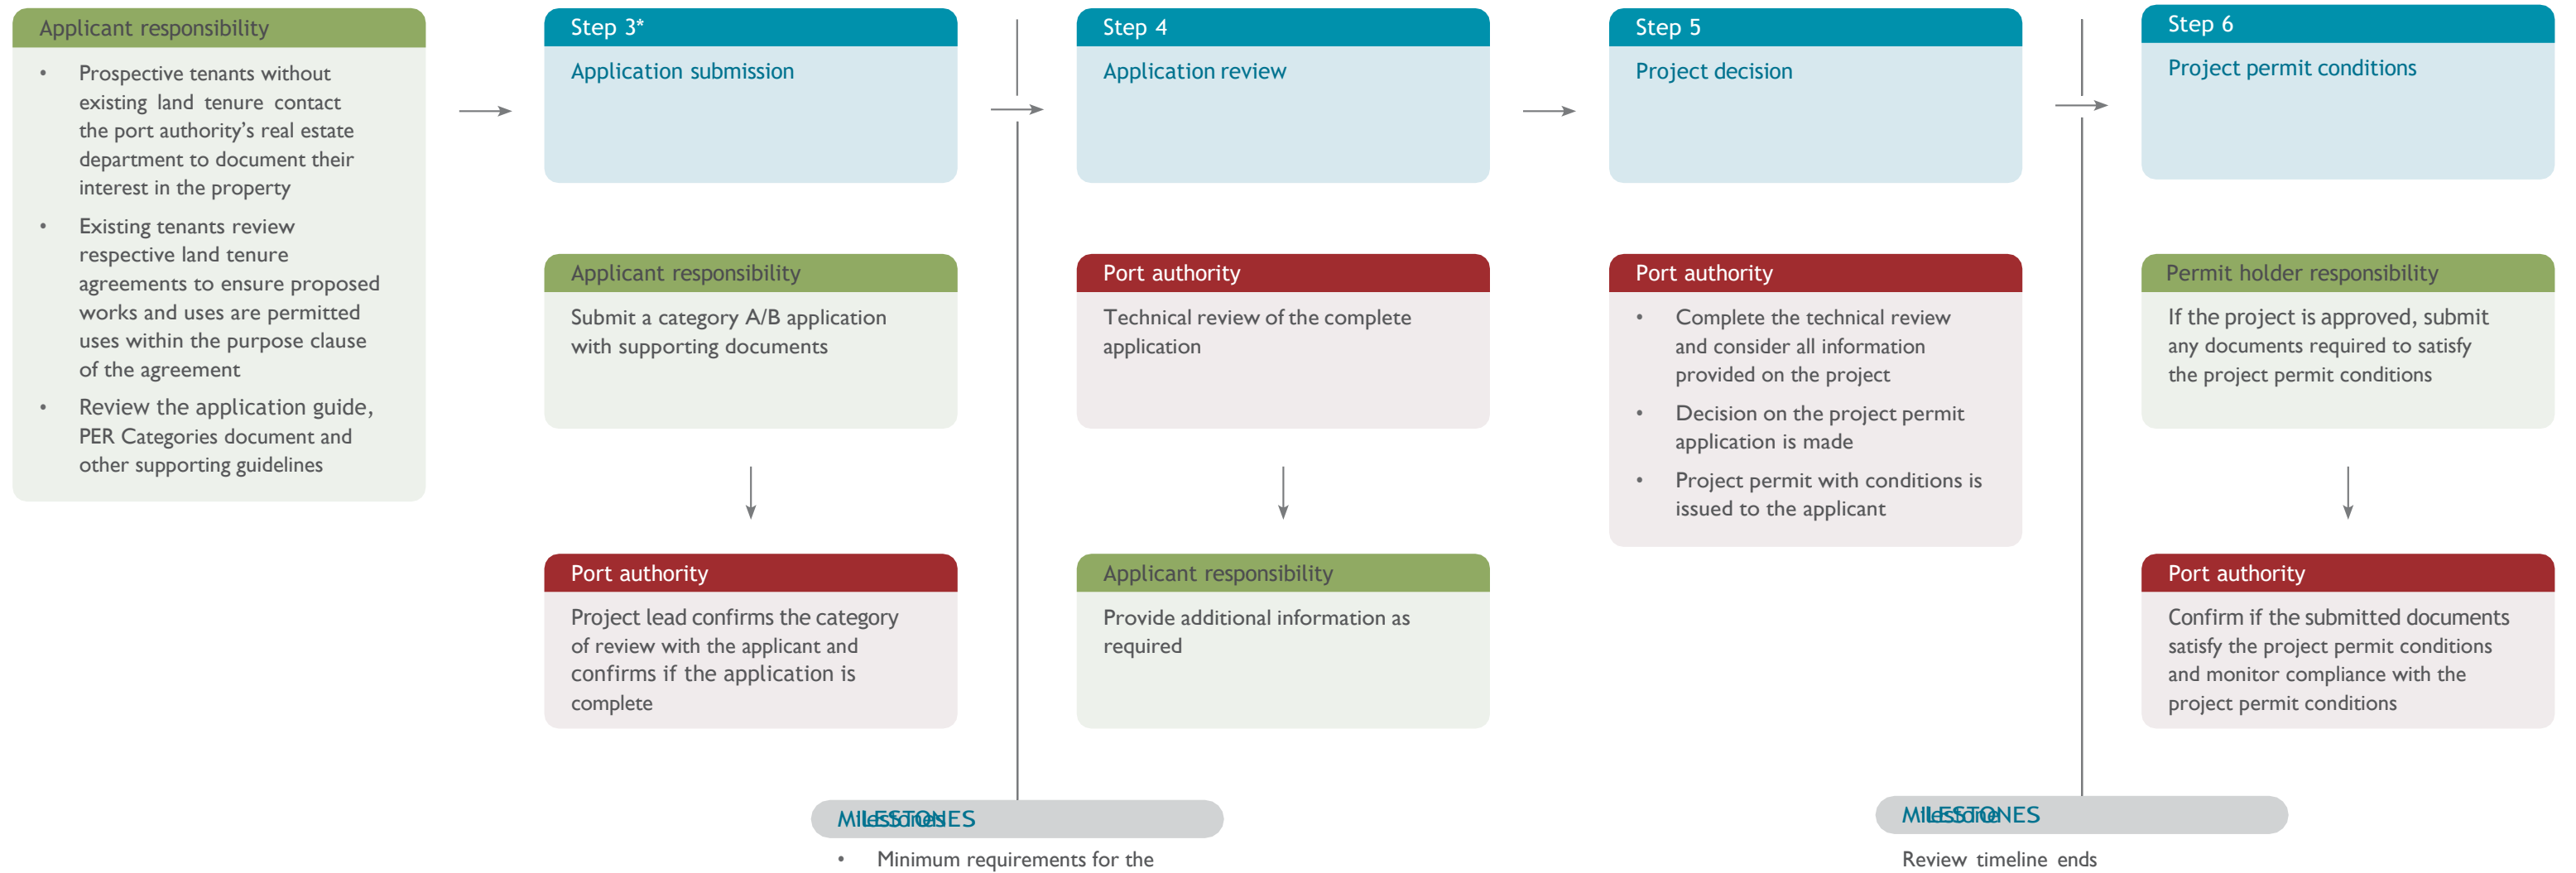 Applicant responsibility
• Prospective tenants without
existing land tenure contact
the port authority’s real estate
department to document their
interest in the property
• Existing tenants review
respective land tenure
agreements to ensure proposed
works and uses are permitted
uses within the purpose clause
of the agreement
• Review the application guide,
PER Categories document and
other supporting guidelines
Step 3*
Application submission
Applicant responsibility
Submit a category A/B application
with supporting documents
Port authority
Project lead confirms the category
of review with the applicant and
confirms if the application is
complete
Step 4
Application review
Port authority
Technical review of the complete
application
Applicant responsibility
Provide additional information as
required
Step 5
Project decision
Port authority
• Complete the technical review
and consider all information
provided on the project
• Decision on the project permit
application is made
• Project permit with conditions is
issued to the applicant
Step 6
Project permit conditions
Permit holder responsibility
If the project is approved, submit
any documents required to satisfy
the project permit conditions
Port authority
Confirm if the submitted documents
satisfy the project permit conditions
and monitor compliance with the
project permit conditions
MILESTONES
Milestones
• Minimum requirements for the
MILESTONES
Milestone
Review timeline ends